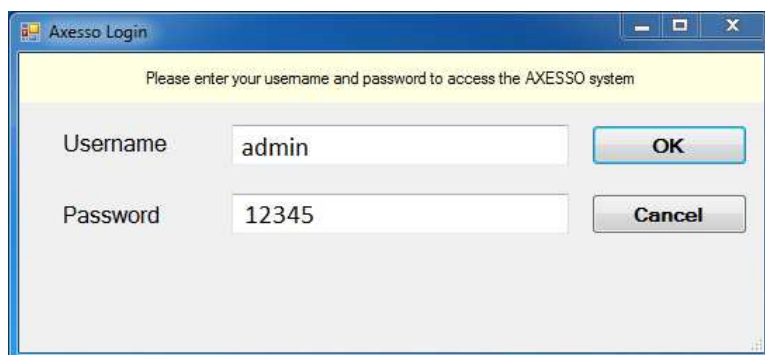 Axesso Login
Please enter your username and password to access the AXESSO system
Username admin OK
Password 12345 Cancel